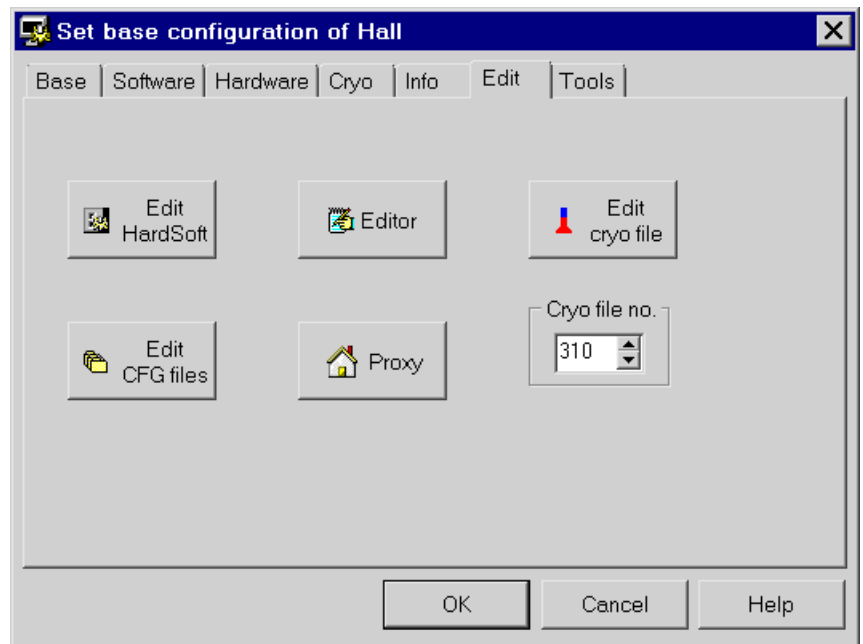 Set base configuration of Hall
Base Software Hardware Cryo Info Edit Tools
Edit
HardSoft
Editor
Edit
cryo file
Edit
CFG files
Proxy
Cryo file no.
310
OK Cancel Help